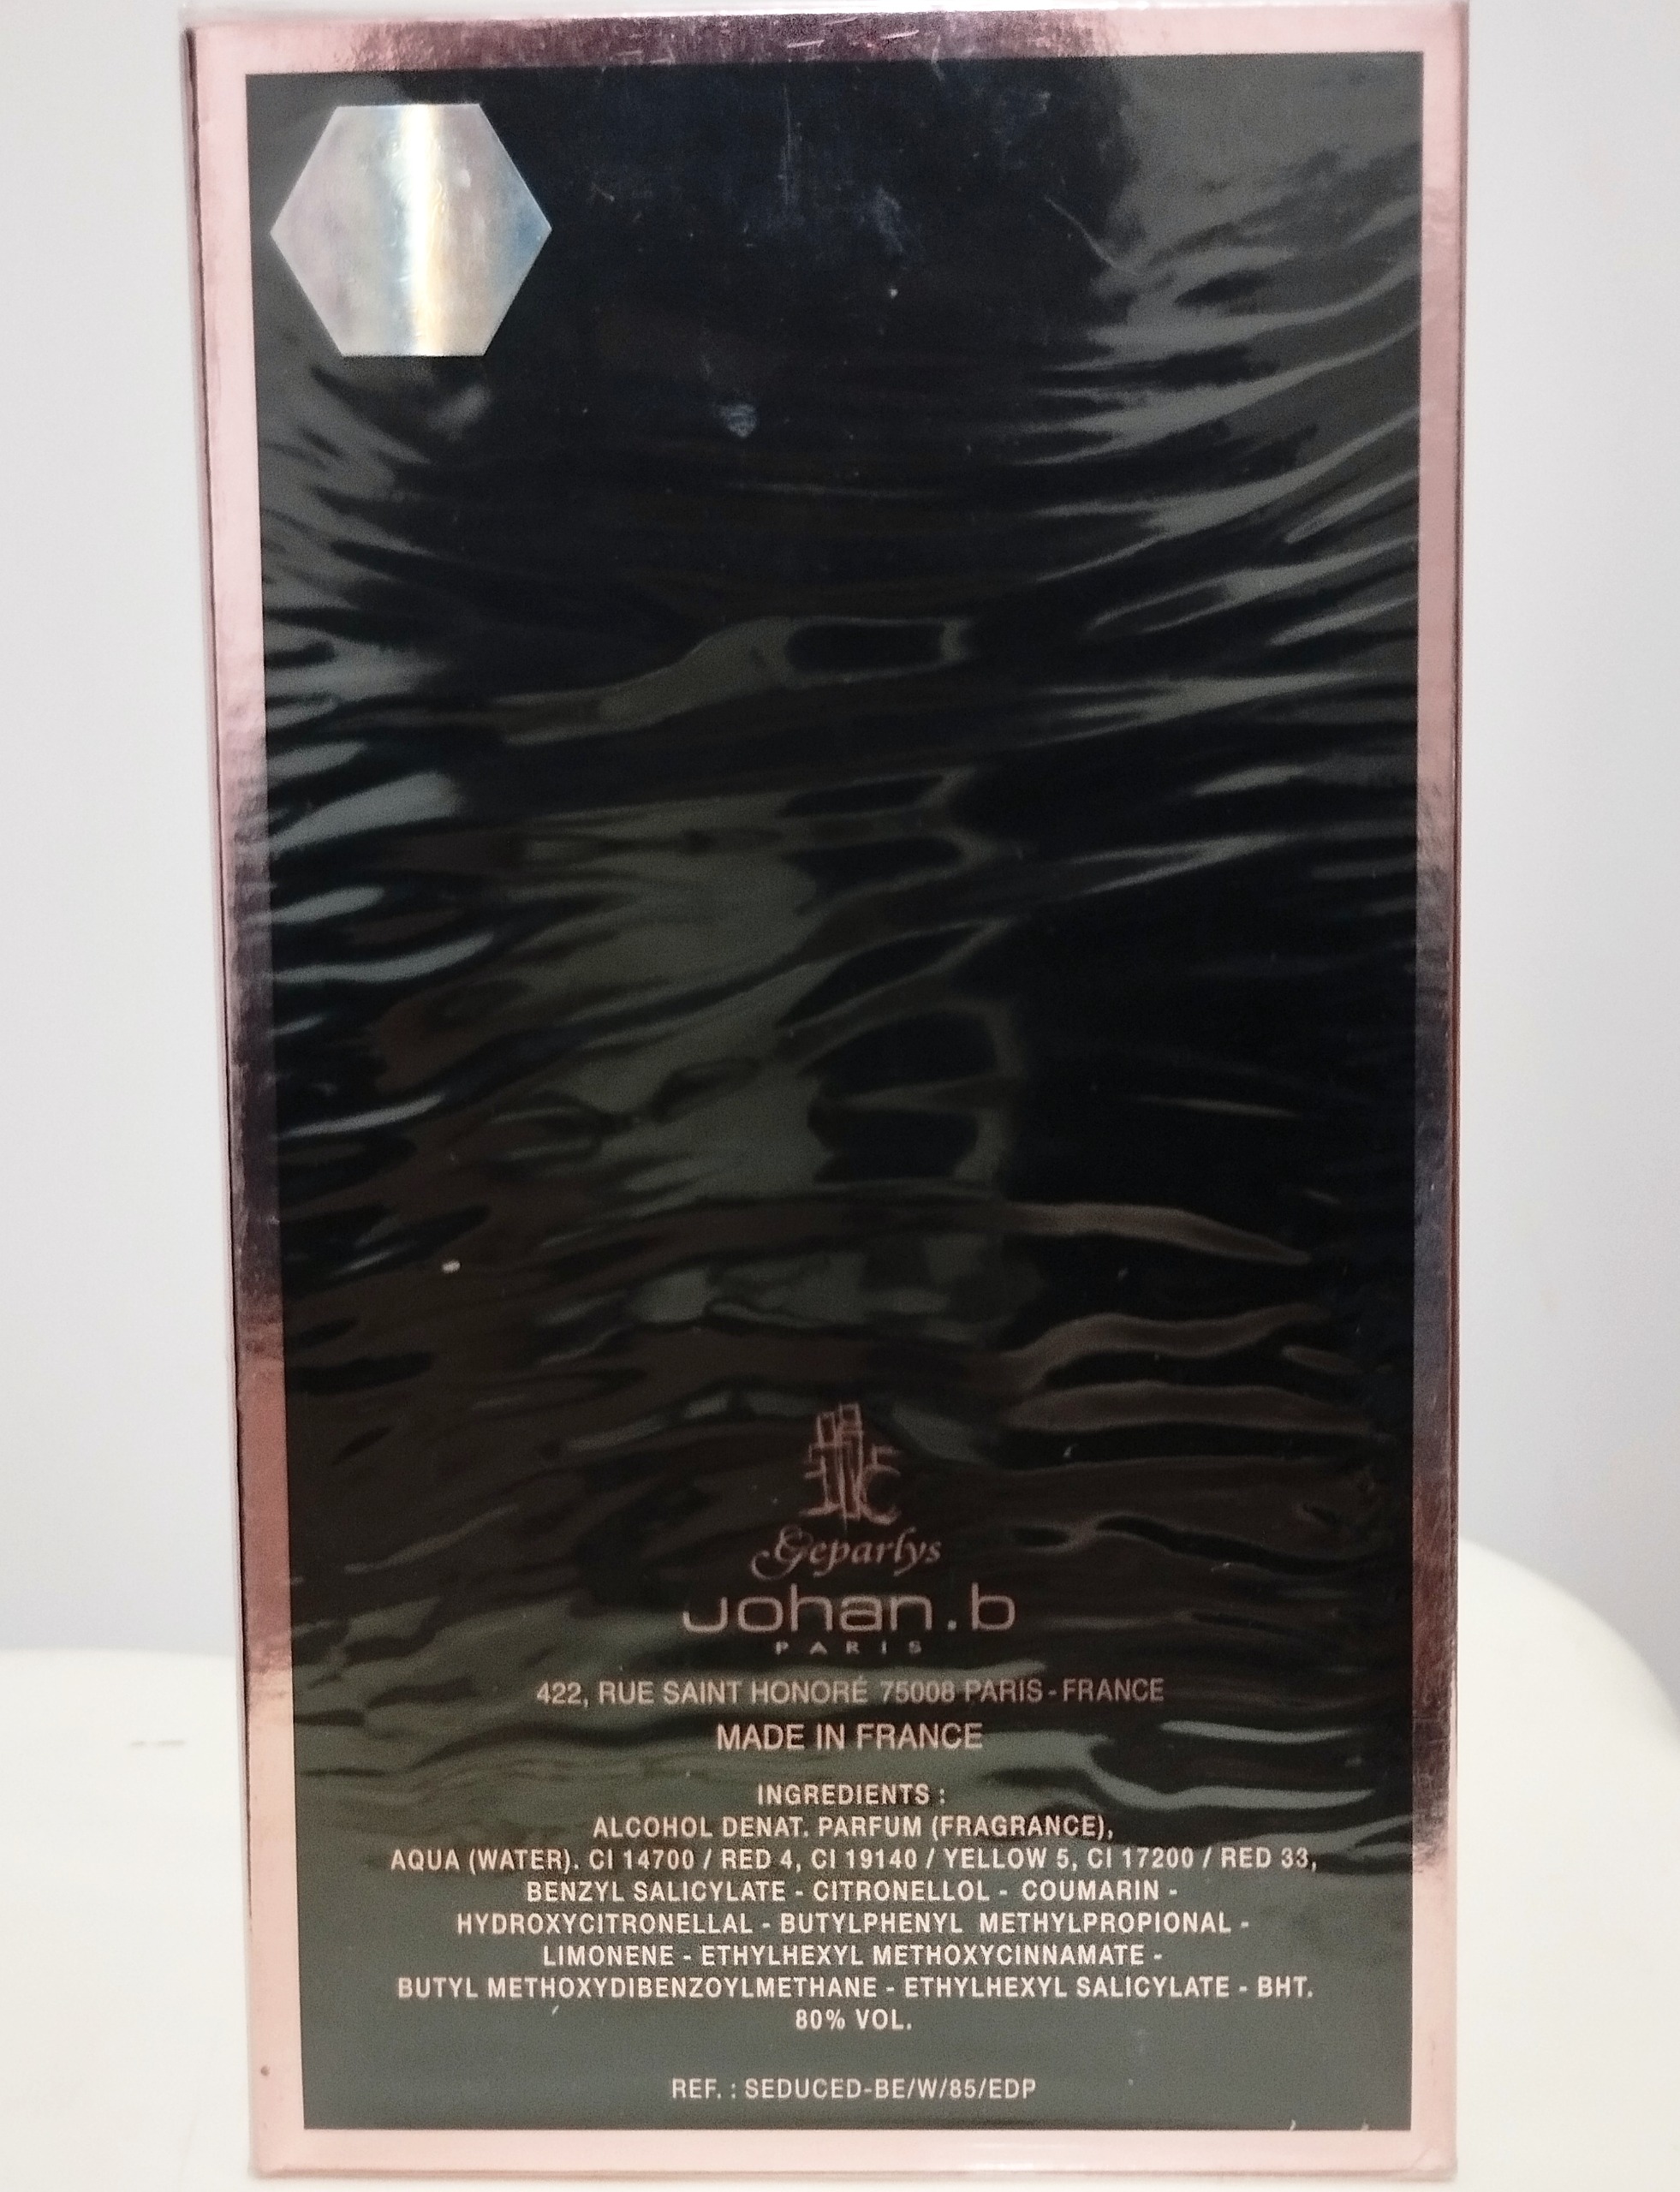 Geparlys
Johan.b
PARIS
422, RUE SAINT HONORÉ 75008 PARIS - FRANCE
MADE IN FRANCE
INGREDIENTS :
ALCOHOL DENAT. PARFUM (FRAGRANCE),
AQUA (WATER). CI 14700 / RED 4, CI 19140 / YELLOW 5, CI 17200 / RED 33,
BENZYL SALICYLATE - CITRONELLOL - COUMARIN -
HYDROXYCITRONELLAL - BUTYLPHENYL METHYLPROPIONAL -
LIMONENE - ETHYLHEXYL METHOXYCINNAMATE -
BUTYL METHOXYDIBENZOYLMETHANE - ETHYLHEXYL SALICYLATE - BHT.
80% VOL.
REF. : SEDUCED-BE/W/85/EDP